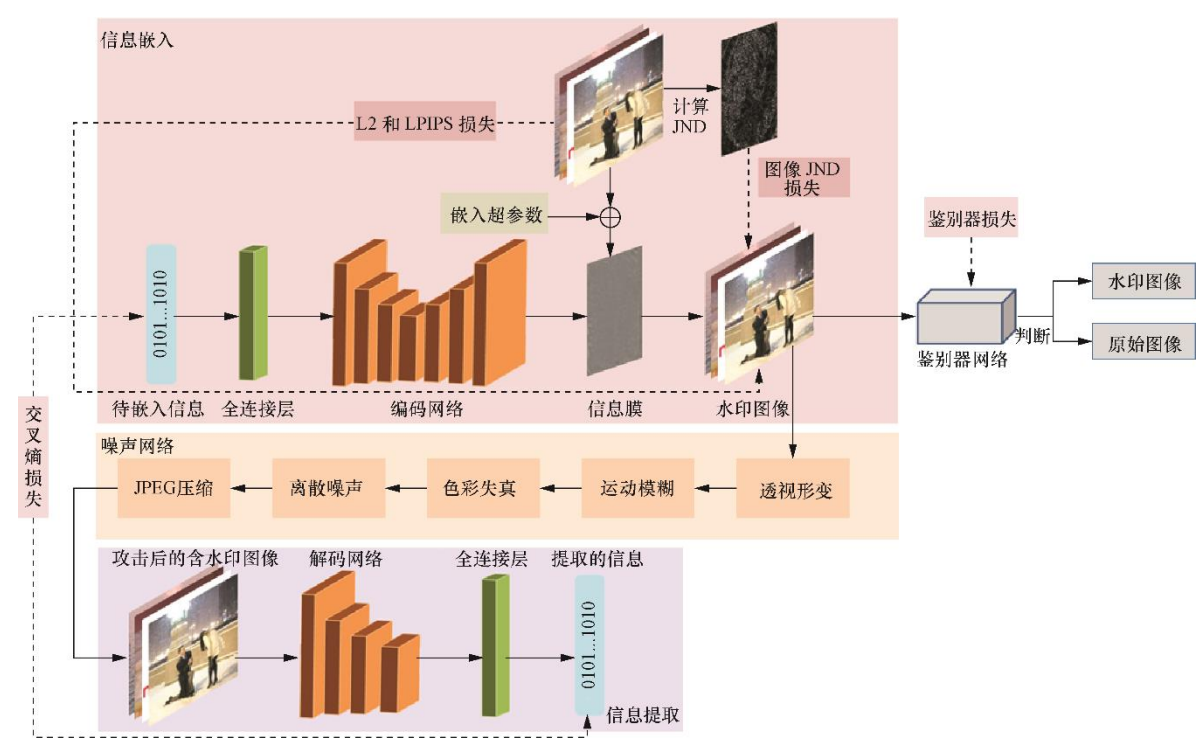 信息嵌入
L2 和 LPIPS 损失
计算
JND
图像 JND
损失
嵌入超参数
鉴别器损失
0101...1010
水印图像
判断
原始图像
鉴别器网络
待嵌入信息
全连接层
编码网络
信息膜
水印图像
交叉熵损失
噪声网络
JPEG压缩
离散噪声
色彩失真
运动模糊
透视形变
攻击后的含水印图像
解码网络
全连接层
提取的信息
0101...1010
信息提取